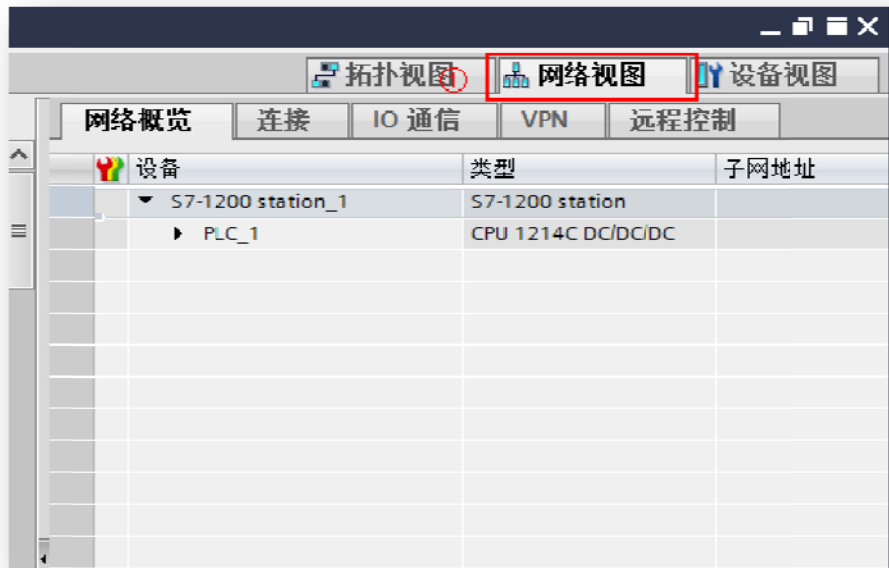 拓扑视图 ① 网络视图 设备视图
网络概览 连接 IO 通信 VPN 远程控制
设备 类型 子网地址
S7-1200 station_1 S7-1200 station
PLC_1 CPU 1214C DC/DC/DC